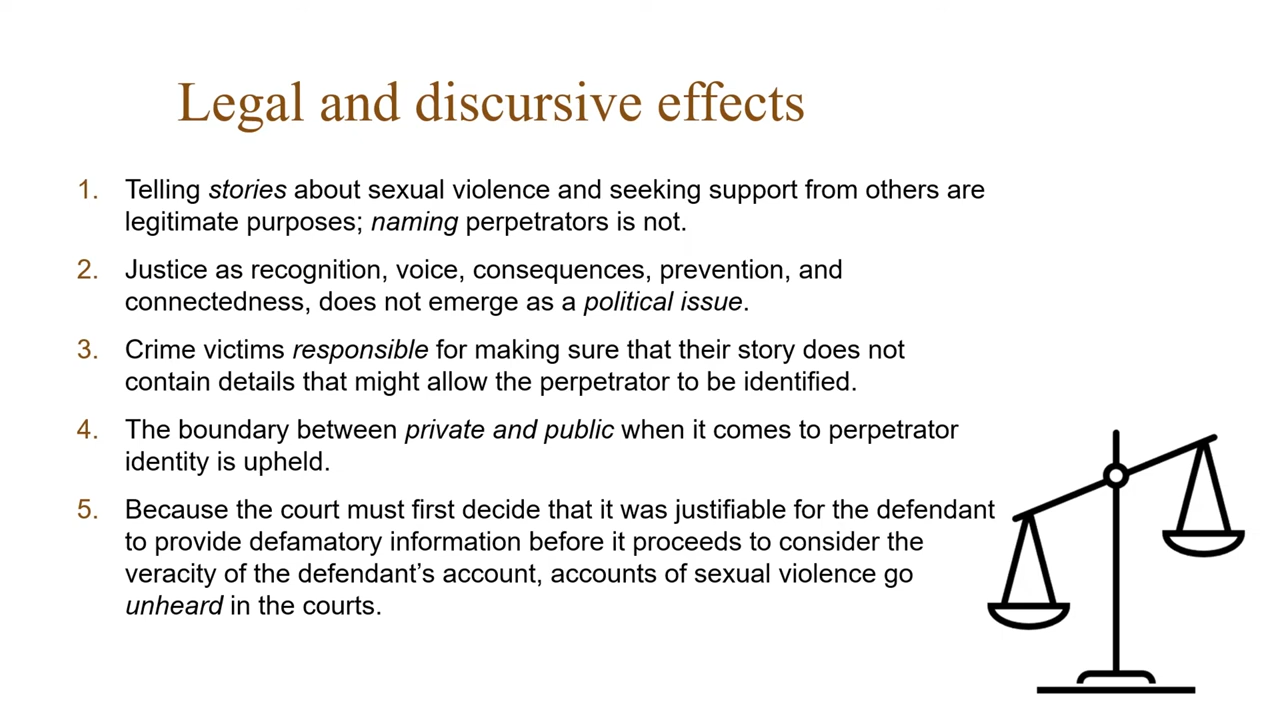 Legal and discursive effects
1. Telling stories about sexual violence and seeking support from others are
legitimate purposes; naming perpetrators is not.
2. Justice as recognition, voice, consequences, prevention, and
connectedness, does not emerge as a political issue.
3. Crime victims responsible for making sure that their story does not
contain details that might allow the perpetrator to be identified.
4. The boundary between private and public when it comes to perpetrator
identity is upheld.
5. Because the court must first decide that it was justifiable for the defendant
to provide defamatory information before it proceeds to consider the
veracity of the defendant’s account, accounts of sexual violence go
unheard in the courts.